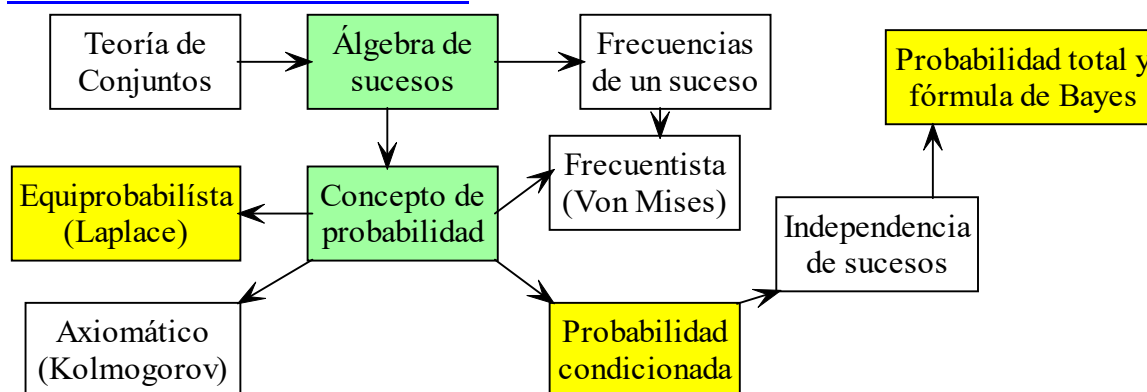 Teoría de
Conjuntos
Álgebra de
sucesos
Frecuencias
de un suceso
Probabilidad total y
fórmula de Bayes
Equiprobabilísta
(Laplace)
Concepto de
probabilidad
Frecuentista
(Von Mises)
Independencia
de sucesos
Axiomático
(Kolmogorov)
Probabilidad
condicionada